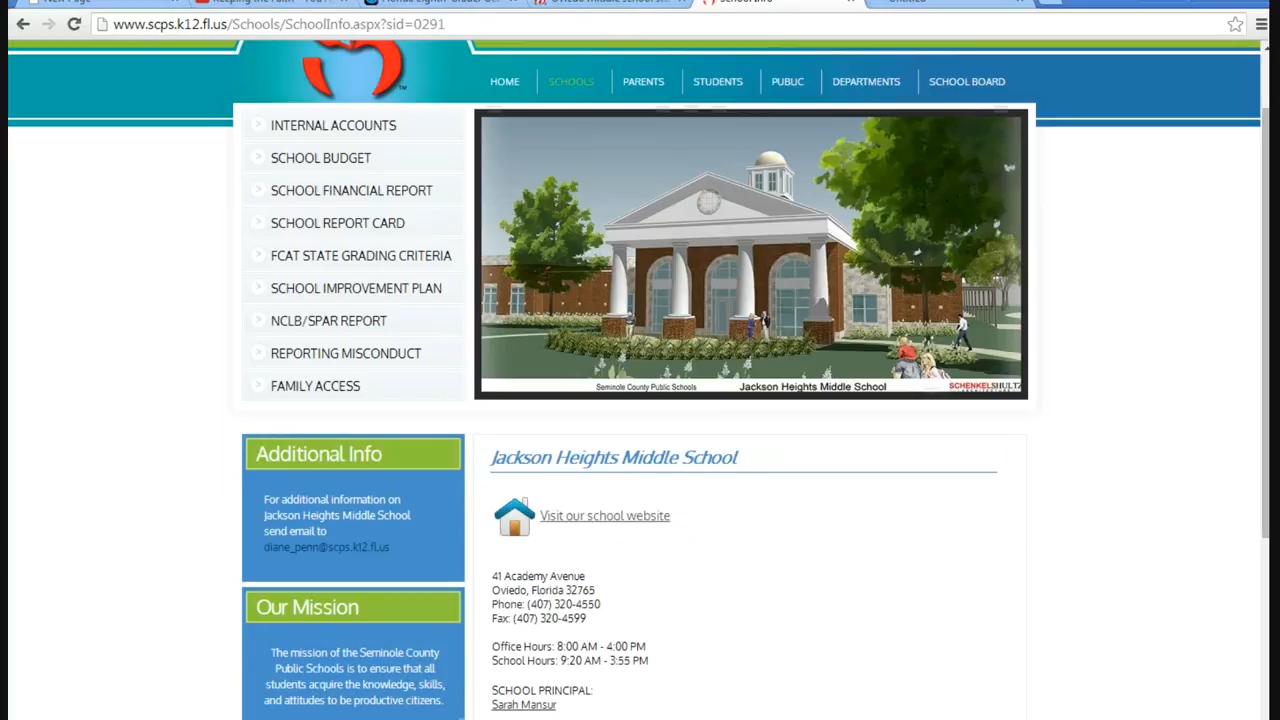 www.scps.k12.fl.us/Schools/SchoolInfo.aspx?sid=0291
HOME
SCHOOLS
PARENTS
STUDENTS
PUBLIC
DEPARTMENTS
SCHOOL BOARD
INTERNAL ACCOUNTS
SCHOOL BUDGET
SCHOOL FINANCIAL REPORT
SCHOOL REPORT CARD
FCAT STATE GRADING CRITERIA
SCHOOL IMPROVEMENT PLAN
NCLB/SPAR REPORT
REPORTING MISCONDUCT
FAMILY ACCESS
Seminole County Public Schools
Jackson Heights Middle School
SCHENKELSHULTZ
Additional Info
For additional information on
Jackson Heights Middle School
send email to
diane_penn@scps.k12.fl.us
Our Mission
The mission of the Seminole County
Public Schools is to ensure that all
students acquire the knowledge, skills,
and attitudes to be productive citizens.
Jackson Heights Middle School
Visit our school website
41 Academy Avenue
Oviedo, Florida 32765
Phone: (407) 320-4550
Fax: (407) 320-4599
Office Hours: 8:00 AM - 4:00 PM
School Hours: 9:20 AM - 3:55 PM
SCHOOL PRINCIPAL:
Sarah Mansur